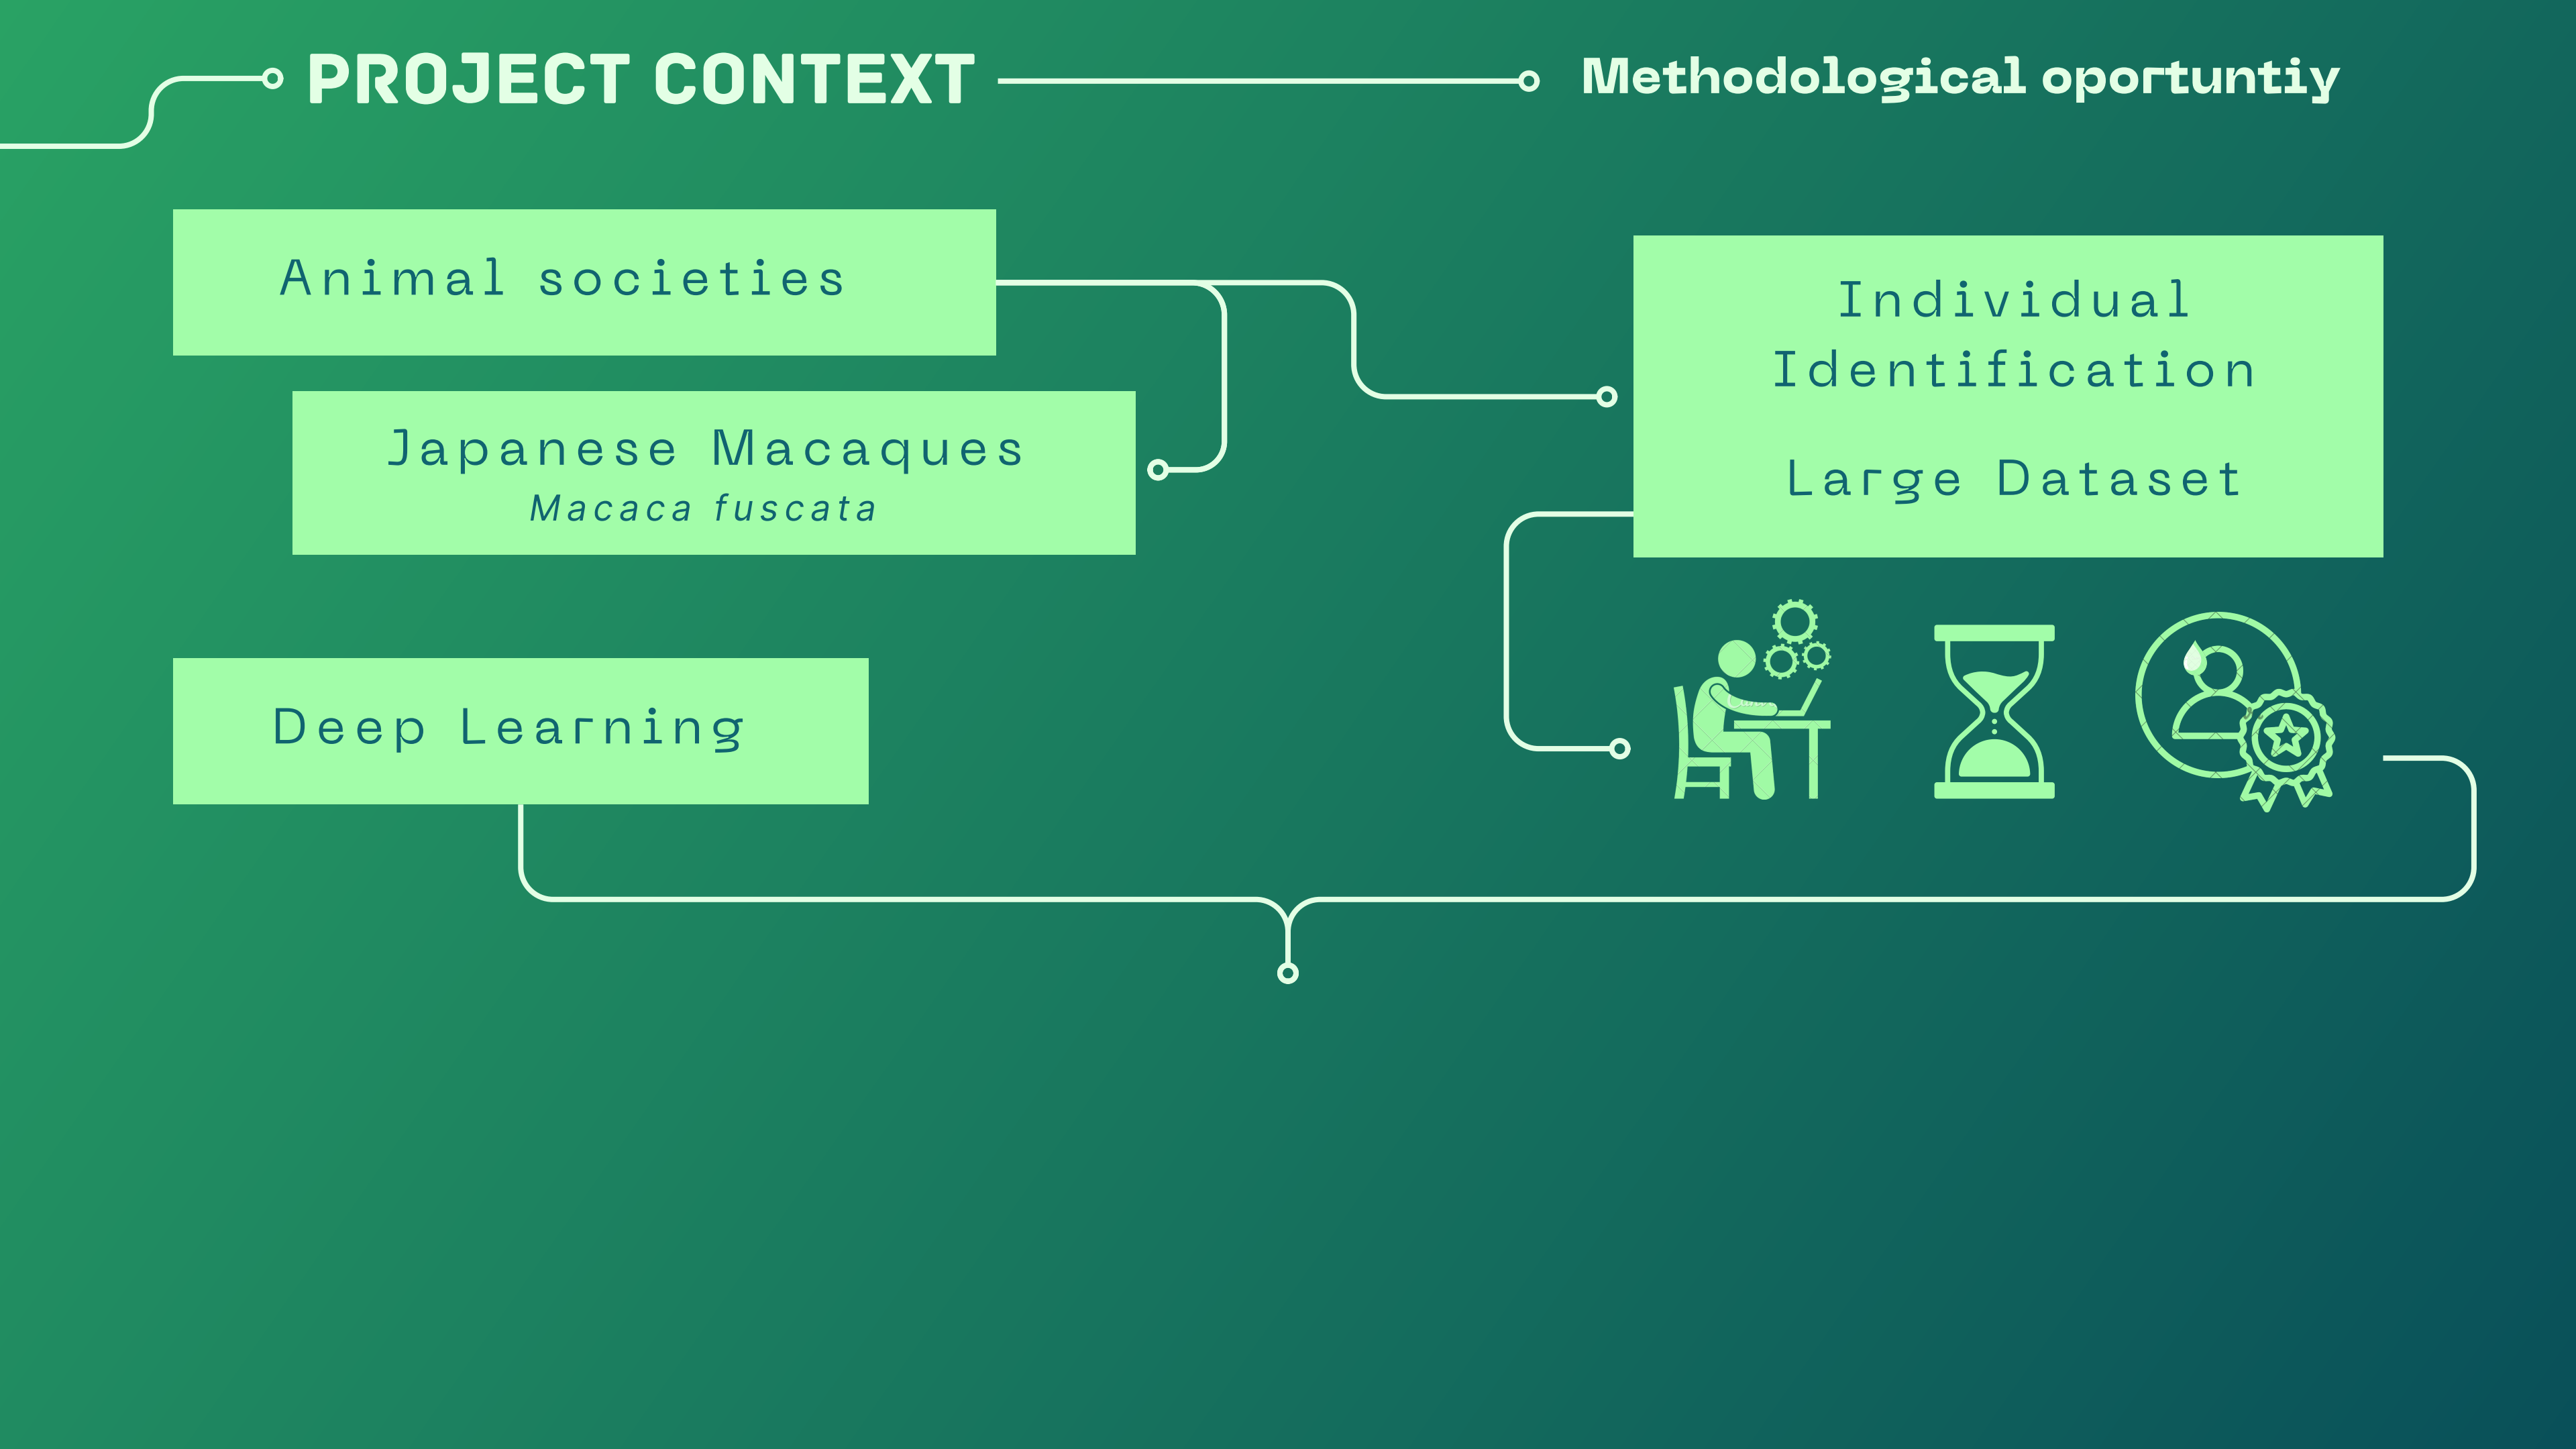 PROJECT CONTEXT
Methodological oportuntiy
Animal societies
Japanese Macaques
Macaca fuscata
Deep Learning
Individual
Identification
Large Dataset